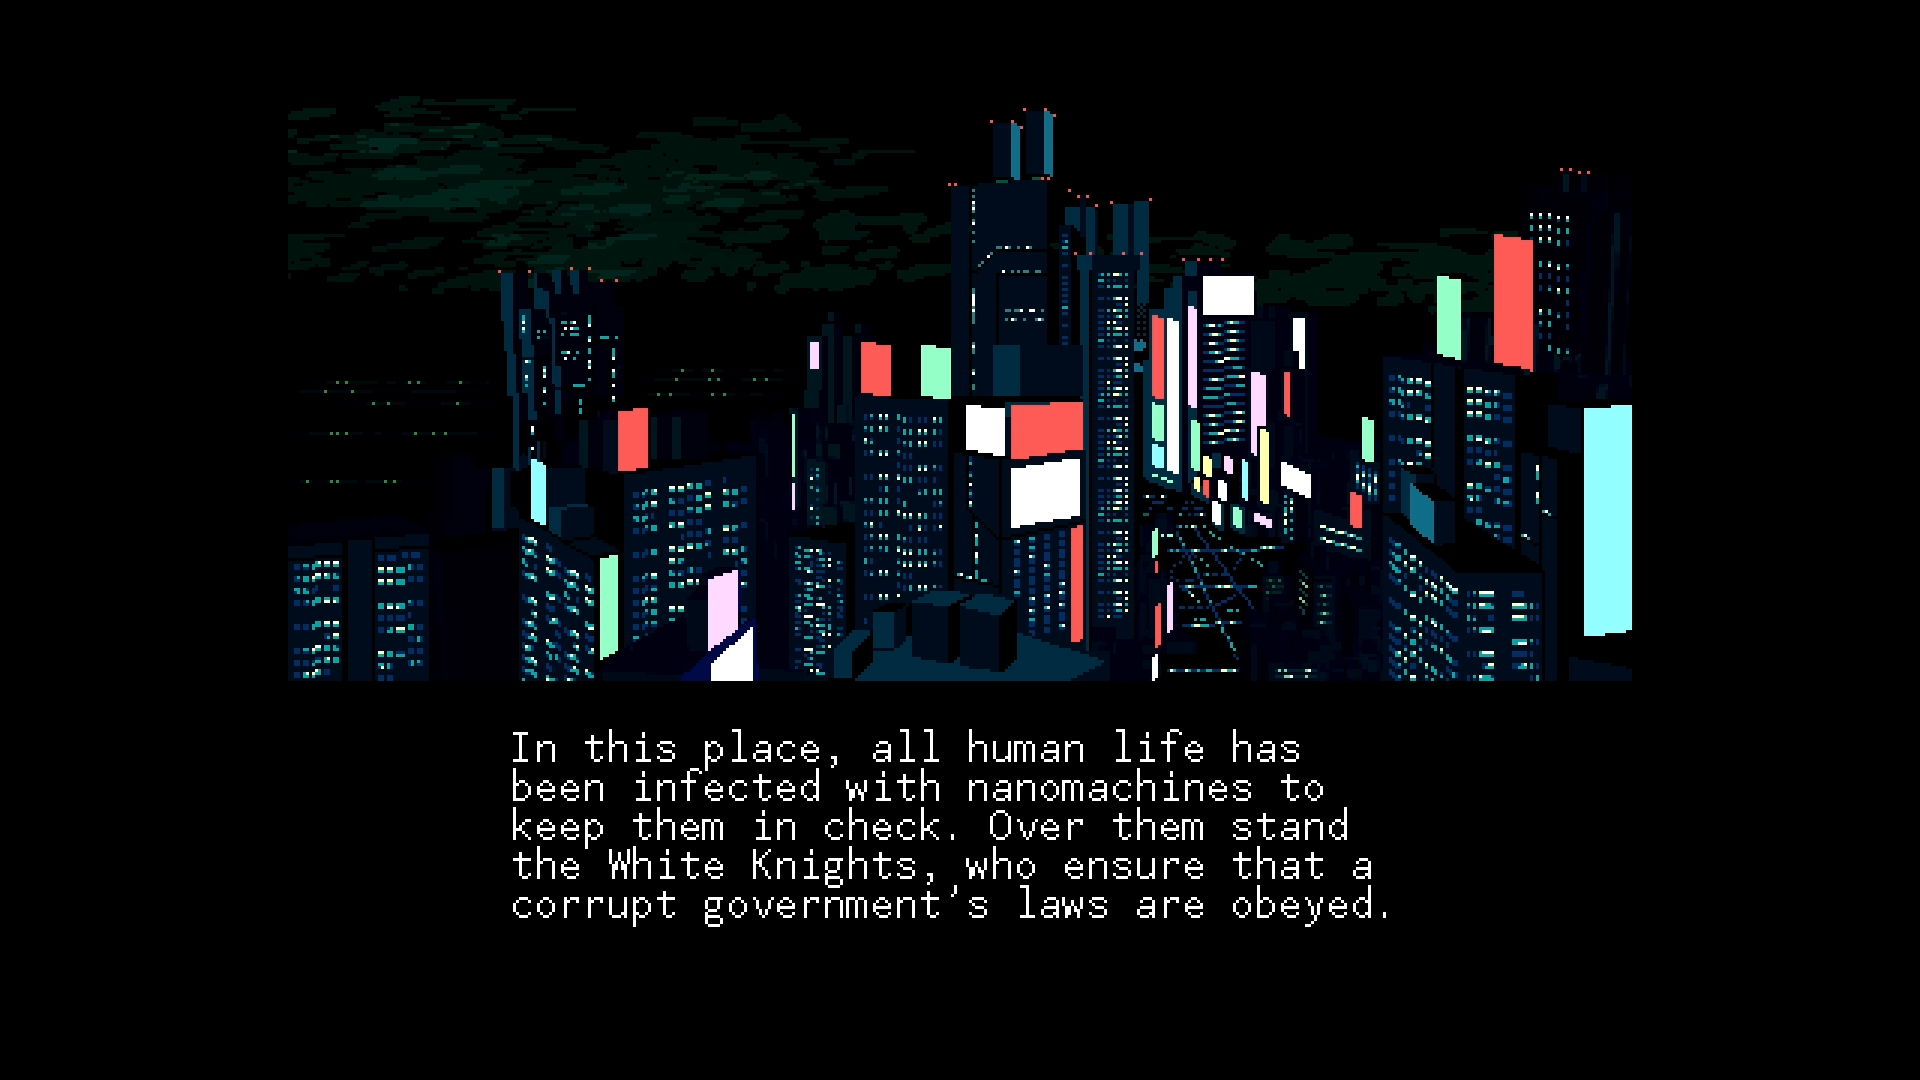 In this place, all human life has
been infected with nanomachines to
keep them in check. Over them stand
the White Knights, who ensure that a
corrupt government's laws are obeyed.